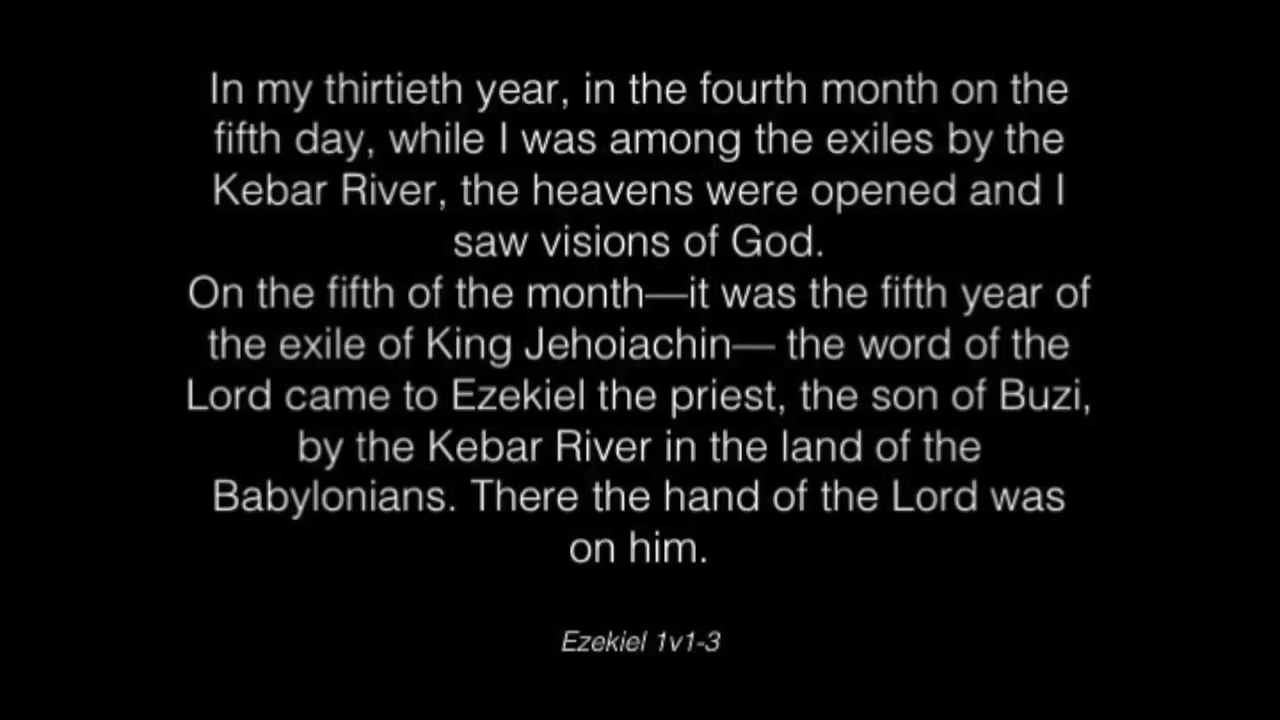 In my thirtieth year, in the fourth month on the
fifth day, while I was among the exiles by the
Kebar River, the heavens were opened and I
saw visions of God.
On the fifth of the month—it was the fifth year of
the exile of King Jehoiachin— the word of the
Lord came to Ezekiel the priest, the son of Buzi,
by the Kebar River in the land of the
Babylonians. There the hand of the Lord was
on him.
Ezekiel 1v1-3